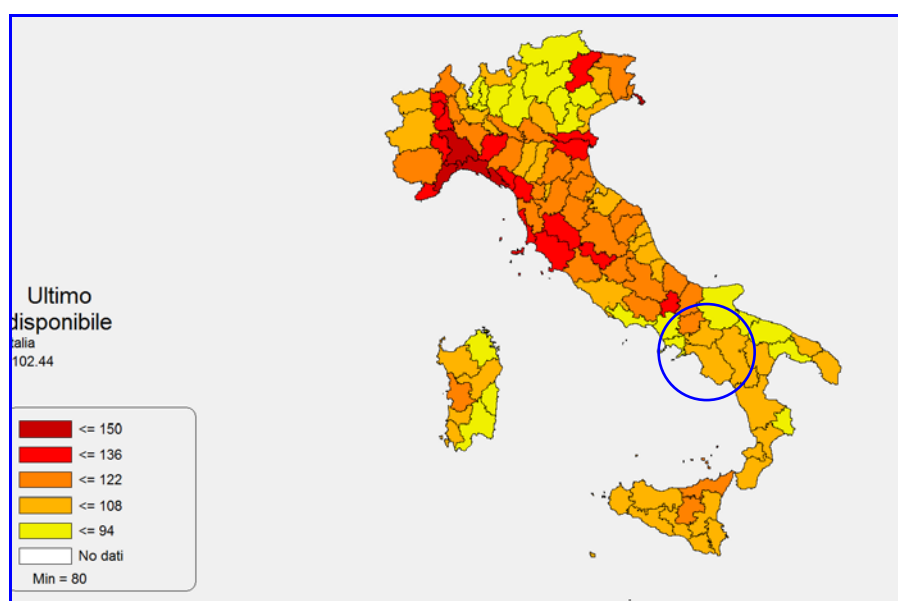 Ultimo
disponibile
talia
102.44
<= 150
<= 136
<= 122
<= 108
<= 94
No dati
Min = 80